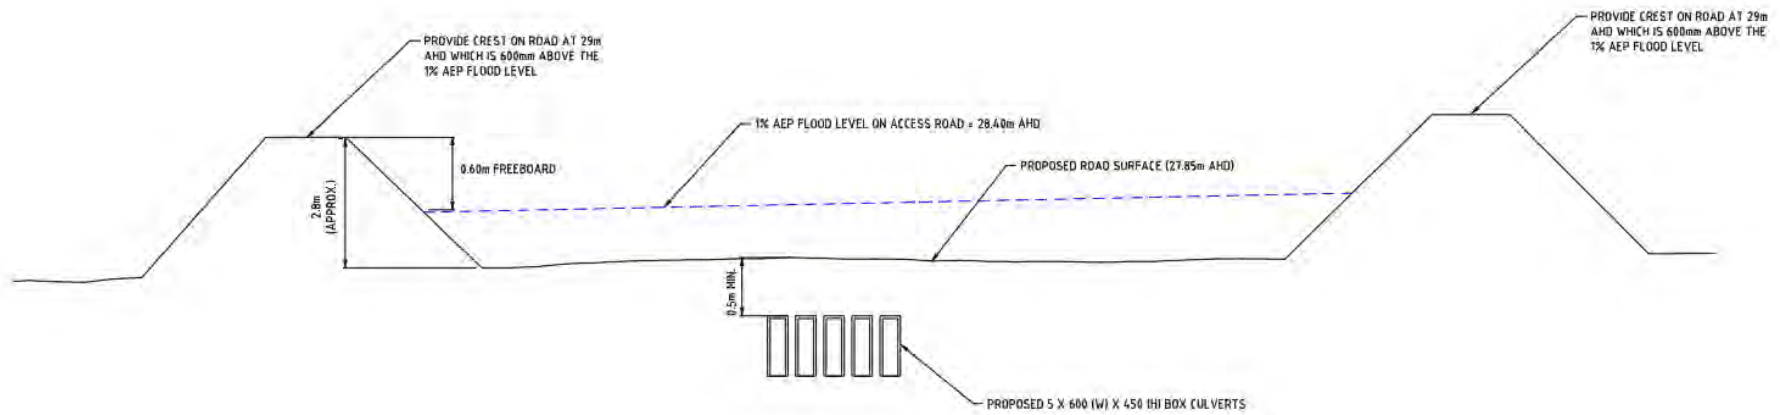 PROVIDE CREST ON ROAD AT 29m
AHD WHICH IS 600mm ABOVE THE
1% AEP FLOOD LEVEL
PROVIDE CREST ON ROAD AT 29m
AHD WHICH IS 600mm ABOVE THE
1% AEP FLOOD LEVEL
1% AEP FLOOD LEVEL ON ACCESS ROAD = 28.40m AHD
0.60m FREEBOARD
PROPOSED ROAD SURFACE (27.85m AHD)
2.8m
(APPROX.)
0.5m MIN.
PROPOSED 5 X 600 (W) X 450 (H) BOX CULVERTS